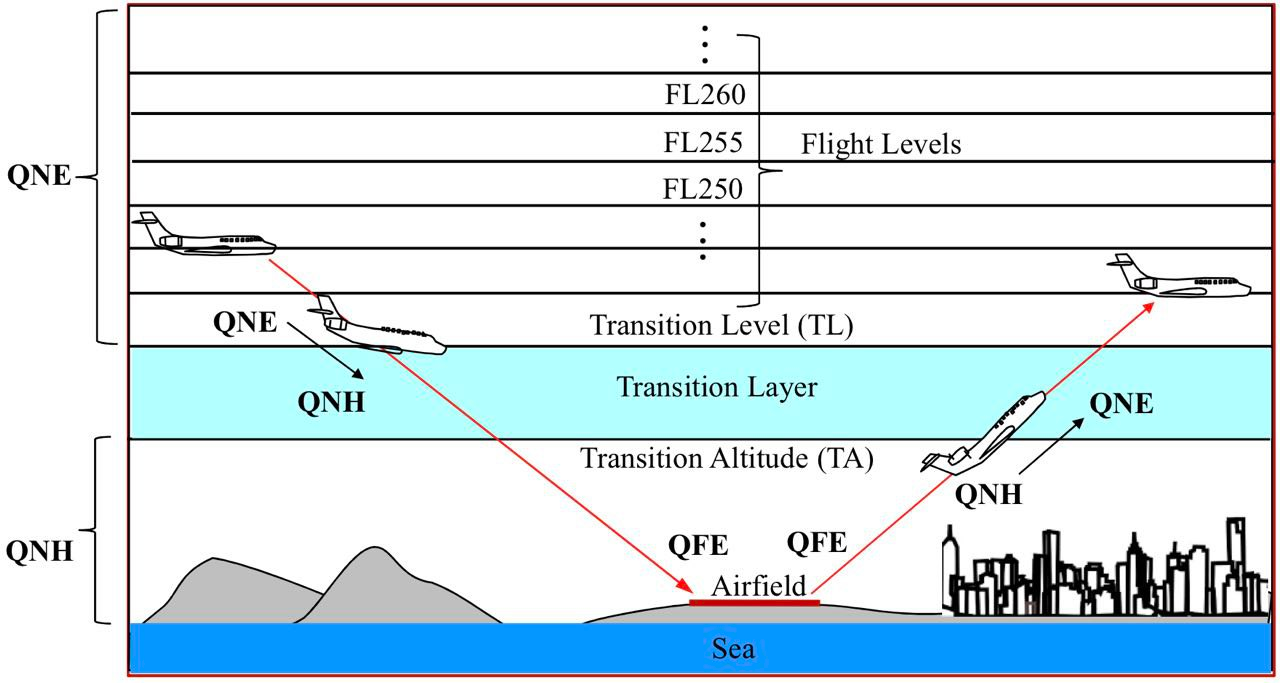 FL260
FL255
Flight Levels
QNE
FL250
QNE
Transition Level (TL)
Transition Layer
QNH
QNE
Transition Altitude (TA)
QNH
QNH
QFE
QFE
Airfield
Sea